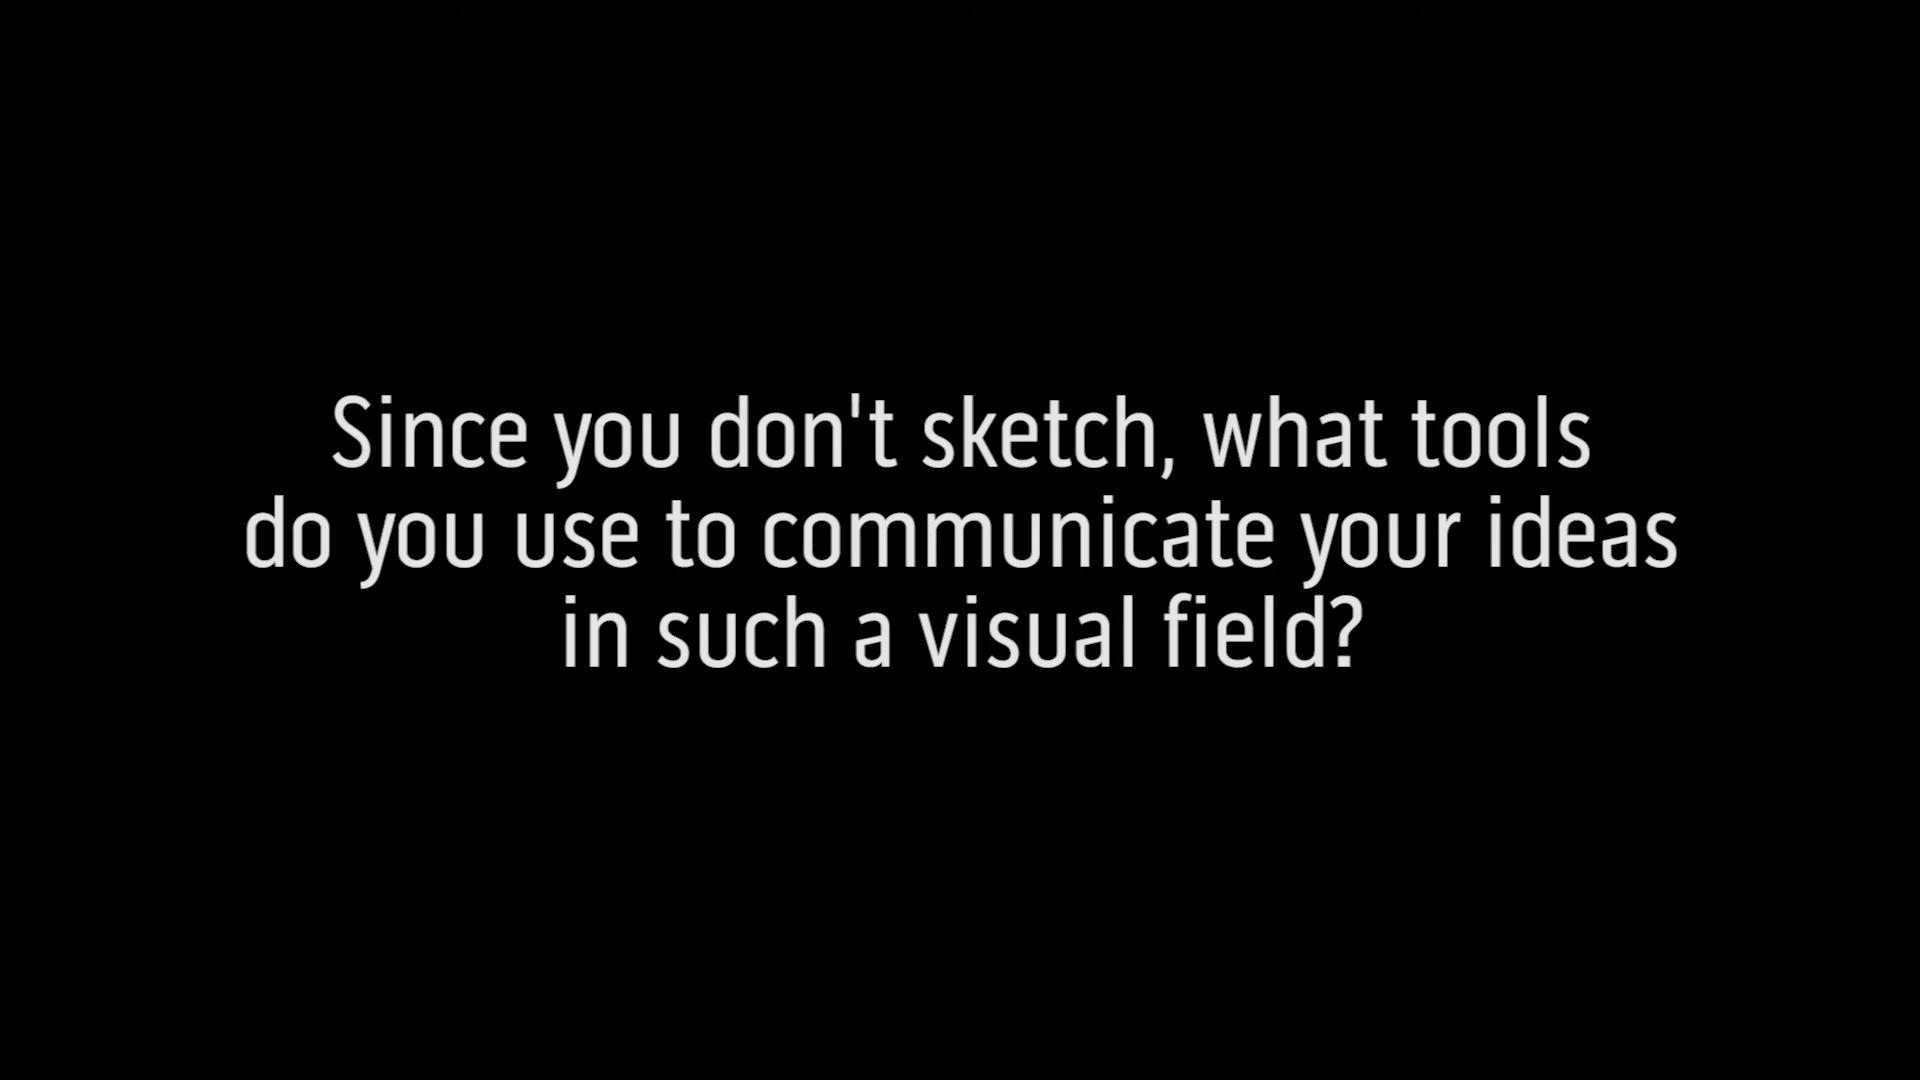 Since you don't sketch, what tools
do you use to communicate your ideas
in such a visual field?